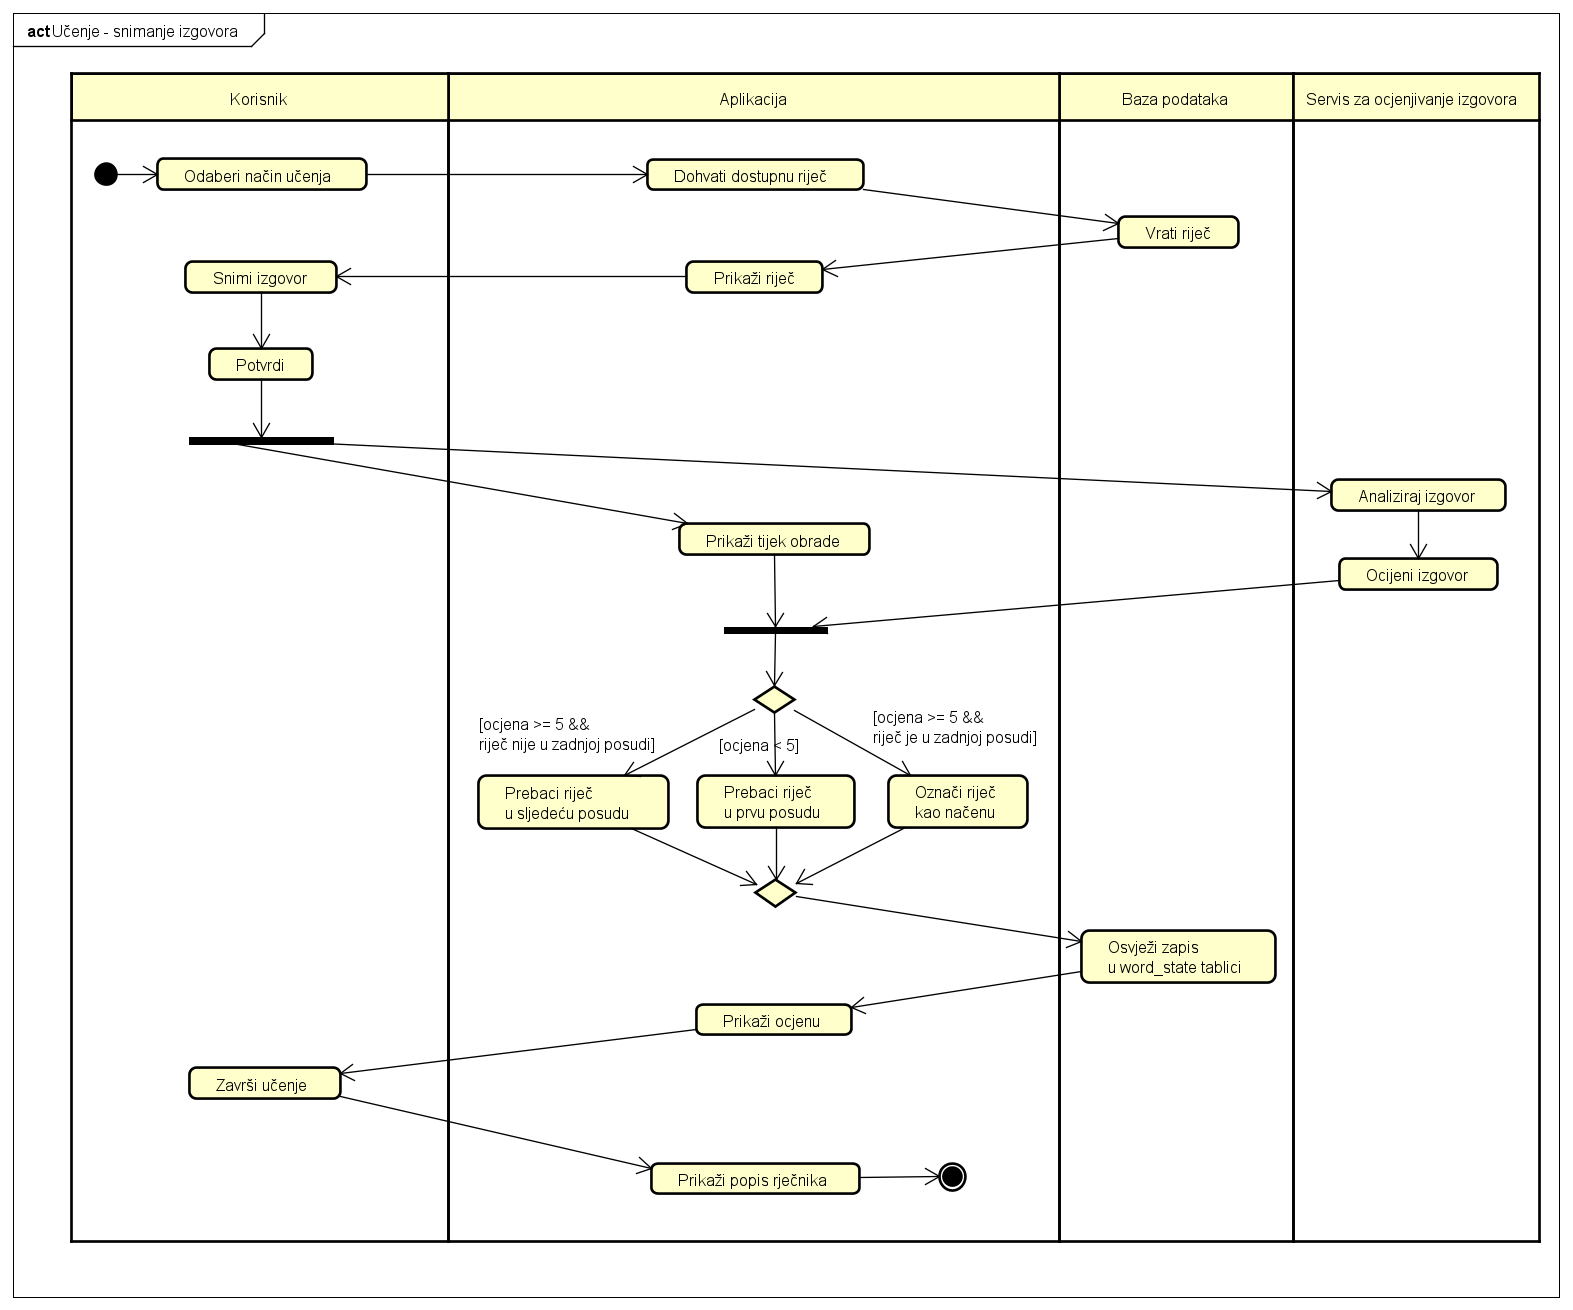 act Učenje - snimanje izgovora
Korisnik
Aplikacija
Baza podataka
Servis za ocjenjivanje izgovora
Odaberi način učenja
Dohvati dostupnu riječ
Vrati riječ
Snimi izgovor
Prikaži riječ
Potvrdi
Analiziraj izgovor
Prikaži tijek obrade
Ocijeni izgovor
[ocjena >= 5 &&
riječ nije u zadnjoj posudi]
[ocjena < 5]
[ocjena >= 5 &&
riječ je u zadnjoj posudi]
Prebaci riječ
u sljedeću posudu
Prebaci riječ
u prvu posudu
Označi riječ
kao načenu
Osvježi zapis
u word_state tablici
Prikaži ocjenu
Završi učenje
Prikaži popis rječnika